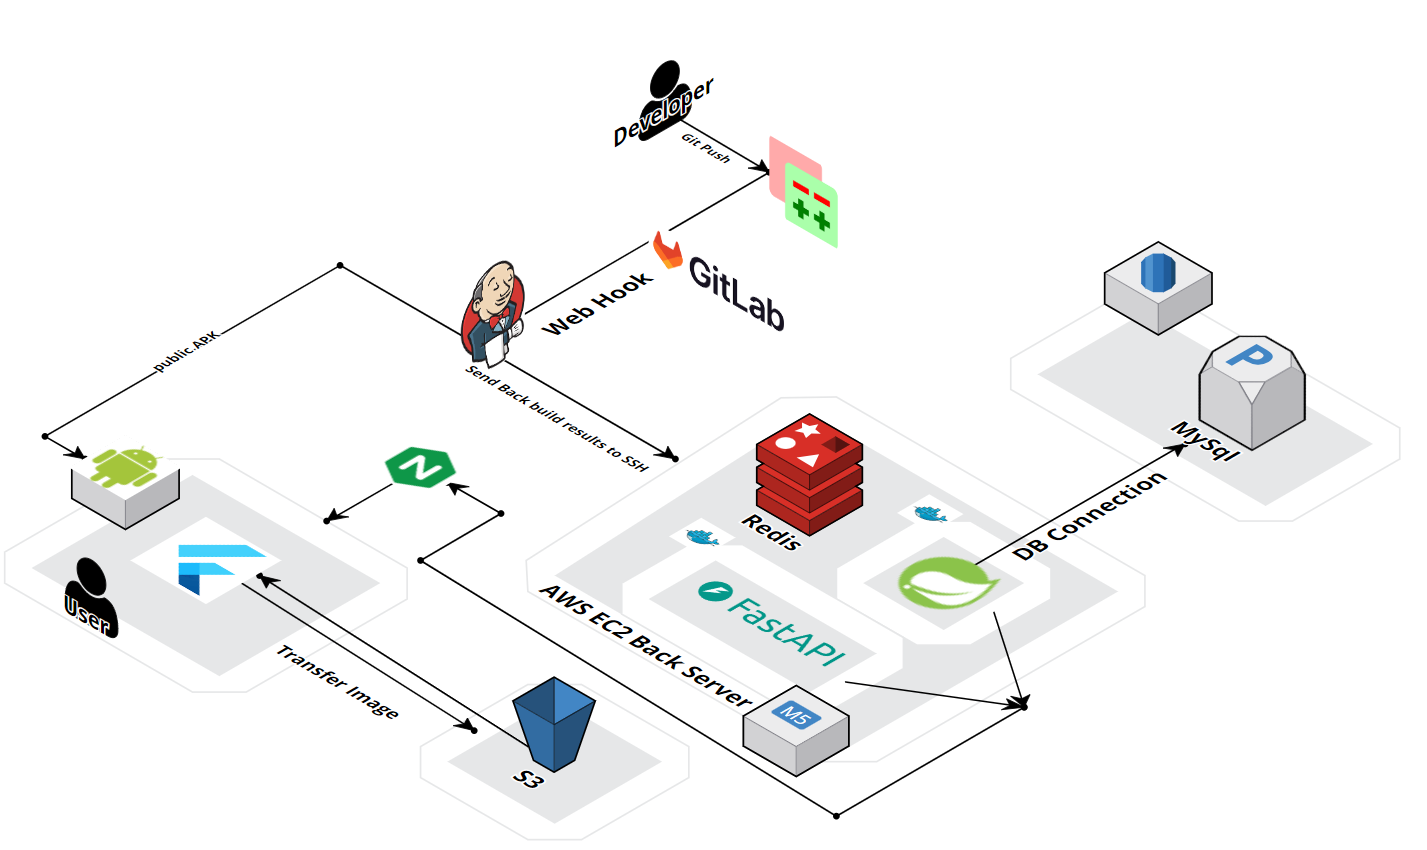 Developer
Git Push
GitLab
Web Hook
public.APK
Send Back build results to SSH
P
MySql
Redis
DB Connection
N
User
FastAPI
AWS EC2 Back Server
Transfer Image
M5
S3